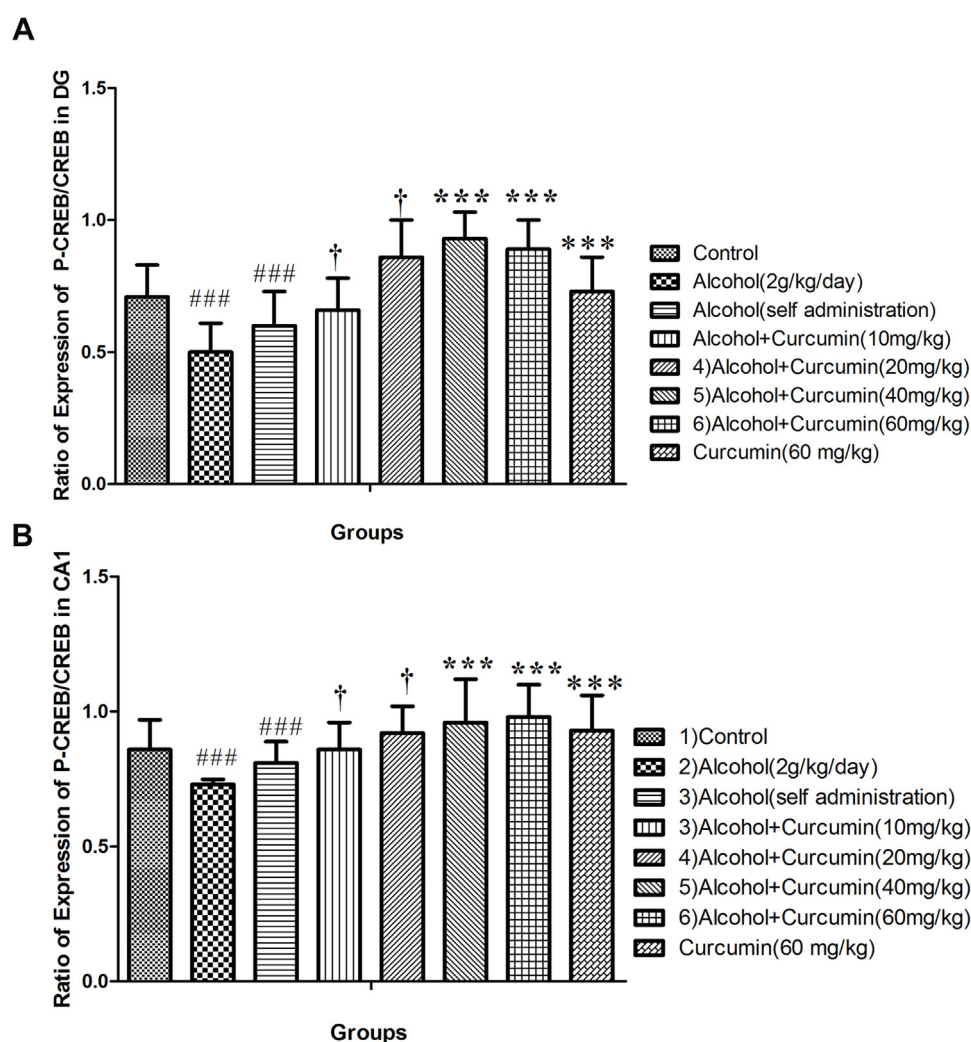 A
Ratio of Expression of P-CREB/CREB in DG
1.5
1.0
0.5
0.0
###
###
†
†
***
***
***
Groups
Control
Alcohol(2g/kg/day)
Alcohol(self administration)
Alcohol+Curcumin(10mg/kg)
4)Alcohol+Curcumin(20mg/kg)
5)Alcohol+Curcumin(40mg/kg)
6)Alcohol+Curcumin(60mg/kg)
Curcumin(60 mg/kg)
B
Ratio of Expression of P-CREB/CREB in CA1
1.5
1.0
0.5
0.0
###
###
†
†
***
***
***
Groups
1)Control
2)Alcohol(2g/kg/day)
3)Alcohol(self administration)
3)Alcohol+Curcumin(10mg/kg)
4)Alcohol+Curcumin(20mg/kg)
5)Alcohol+Curcumin(40mg/kg)
6)Alcohol+Curcumin(60mg/kg)
Curcumin(60 mg/kg)